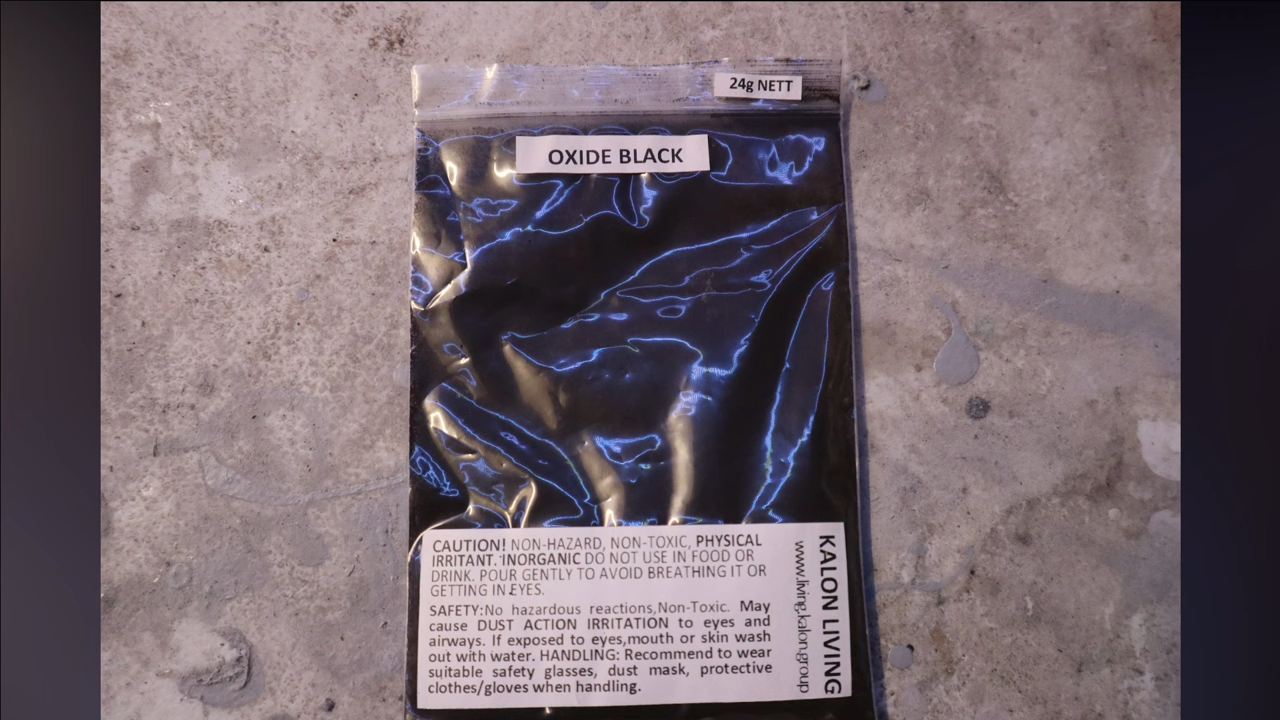 24g NETT
OXIDE BLACK
CAUTION! NON-HAZARD, NON-TOXIC, PHYSICAL
IRRITANT. INORGANIC DO NOT USE IN FOOD OR
DRINK. POUR GENTLY TO AVOID BREATHING IT OR
GETTING IN EYES.
SAFETY:No hazardous reactions,Non-Toxic. May
cause DUST ACTION IRRITATION to eyes and
airways. If exposed to eyes,mouth or skin wash
out with water. HANDLING: Recommend to wear
suitable safety glasses, dust mask, protective
clothes/gloves when handling.
KALON LIVING
www.living.kalon.group